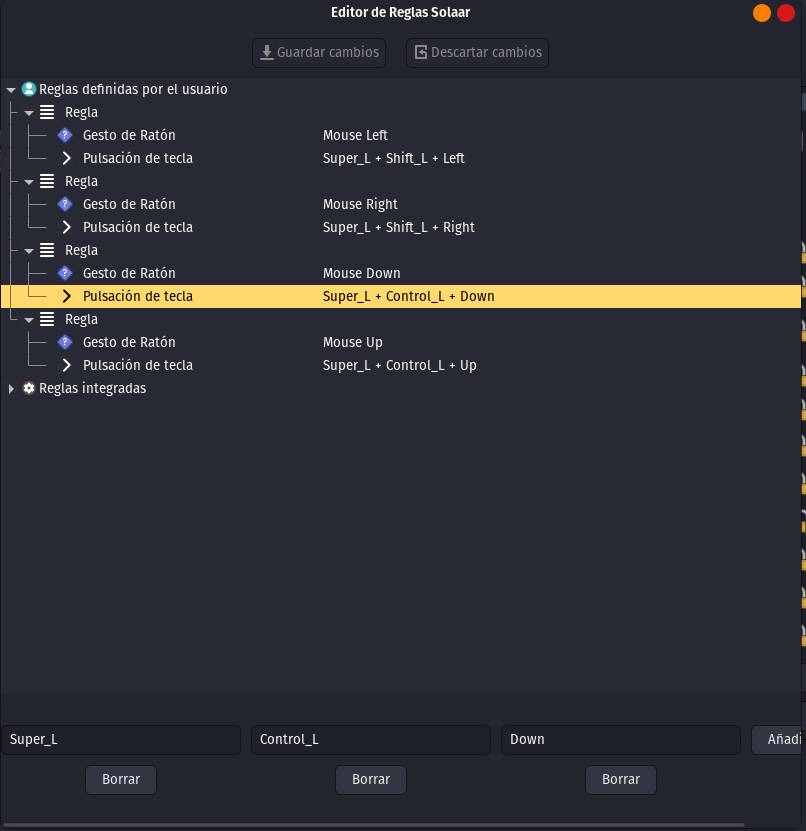 Editor de Reglas Solaar
Guardar cambios Descartar cambios
Reglas definidas por el usuario
Regla
Gesto de Ratón Mouse Left
Pulsación de tecla Super_L + Shift_L + Left
Regla
Gesto de Ratón Mouse Right
Pulsación de tecla Super_L + Shift_L + Right
Regla
Gesto de Ratón Mouse Down
Pulsación de tecla Super_L + Control_L + Down
Regla
Gesto de Ratón Mouse Up
Pulsación de tecla Super_L + Control_L + Up
Reglas integradas
Super_L Control_L Down Añadi
Borrar Borrar Borrar